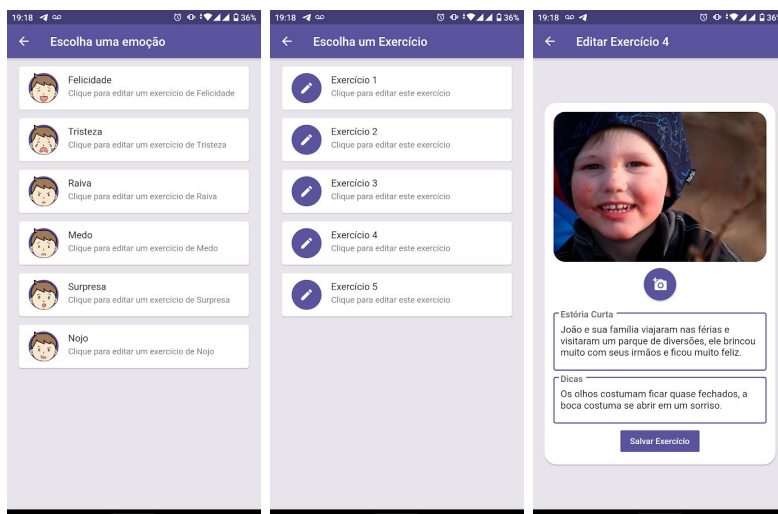 19:18
36%
Escolha uma emoção
Felicidade
Clique para editar um exercício de Felicidade
Tristeza
Clique para editar um exercício de Tristeza
Raiva
Clique para editar um exercício de Raiva
Medo
Clique para editar um exercício de Medo
Surpresa
Clique para editar um exercício de Surpresa
Nojo
Clique para editar um exercício de Nojo
19:18
36%
Escolha um Exercício
Exercício 1
Clique para editar este exercício
Exercício 2
Clique para editar este exercício
Exercício 3
Clique para editar este exercício
Exercício 4
Clique para editar este exercício
Exercício 5
Clique para editar este exercício
19:18
36%
Editar Exercício 4
Estória Curta
João e sua família viajaram nas férias e
visitaram um parque de diversões, ele brincou
muito com seus irmãos e ficou muito feliz.
Dicas
Os olhos costumam ficar quase fechados, a
boca costuma se abrir em um sorriso.
Salvar Exercício